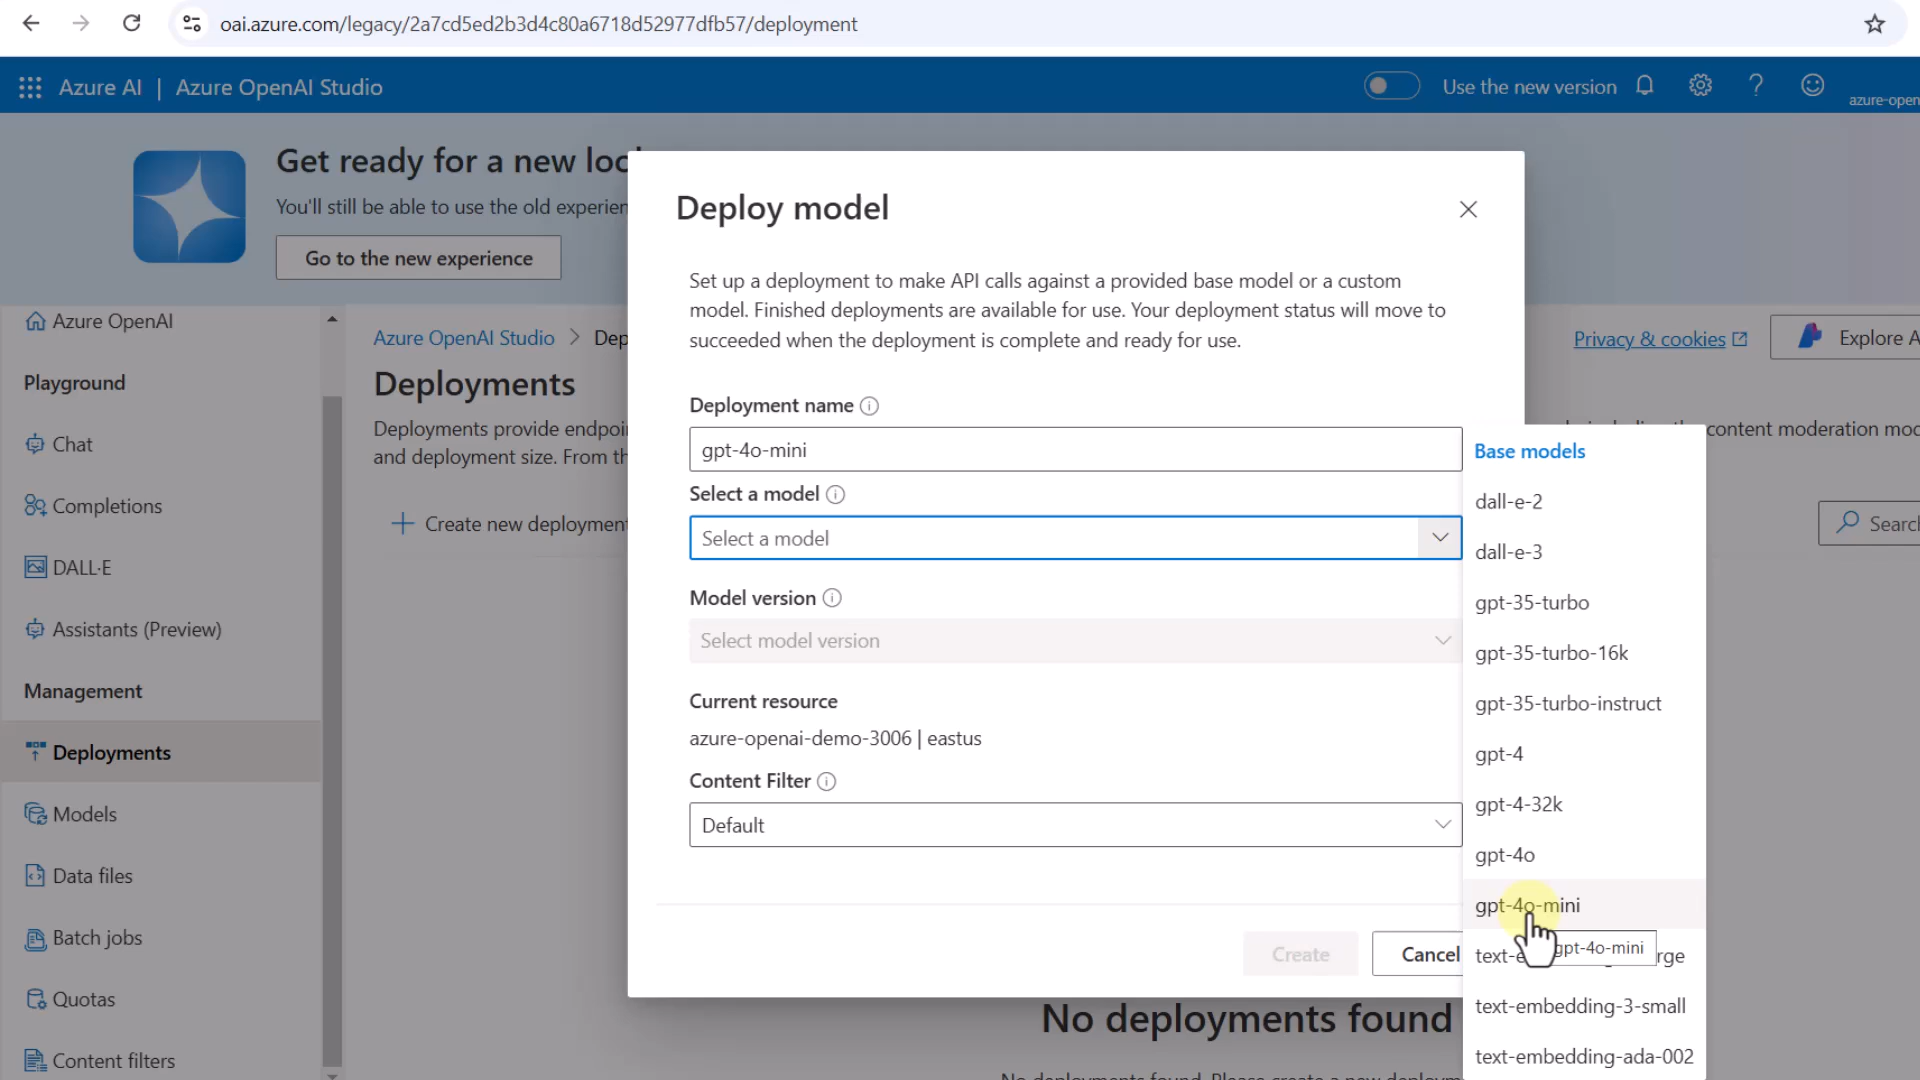 oai.azure.com/legacy/2a7cd5ed2b3d4c80a6718d52977dfb57/deployment
Azure AI | Azure OpenAI Studio
Use the new version
azure-open
Get ready for a new loo
You'll still be able to use the old experien
Go to the new experience
Azure OpenAI
Playground
Chat
Completions
DALL·E
Assistants (Preview)
Management
Deployments
Models
Data files
Batch jobs
Quotas
Content filters
Azure OpenAI Studio > Dep
Privacy & cookies
Explore A
Deployments
Deployments provide endpoi
content moderation mod
and deployment size. From th
Create new deployment
Search
Deploy model
Set up a deployment to make API calls against a provided base model or a custom
model. Finished deployments are available for use. Your deployment status will move to
succeeded when the deployment is complete and ready for use.
Deployment name
gpt-4o-mini
Select a model
Select a model
Model version
Select model version
Current resource
azure-openai-demo-3006 | eastus
Content Filter
Default
Create
Cancel
Base models
dall-e-2
dall-e-3
gpt-35-turbo
gpt-35-turbo-16k
gpt-35-turbo-instruct
gpt-4
gpt-4-32k
gpt-4o
gpt-4o-mini
gpt-4o-mini
text-e rge
text-embedding-3-small
text-embedding-ada-002
No deployments found